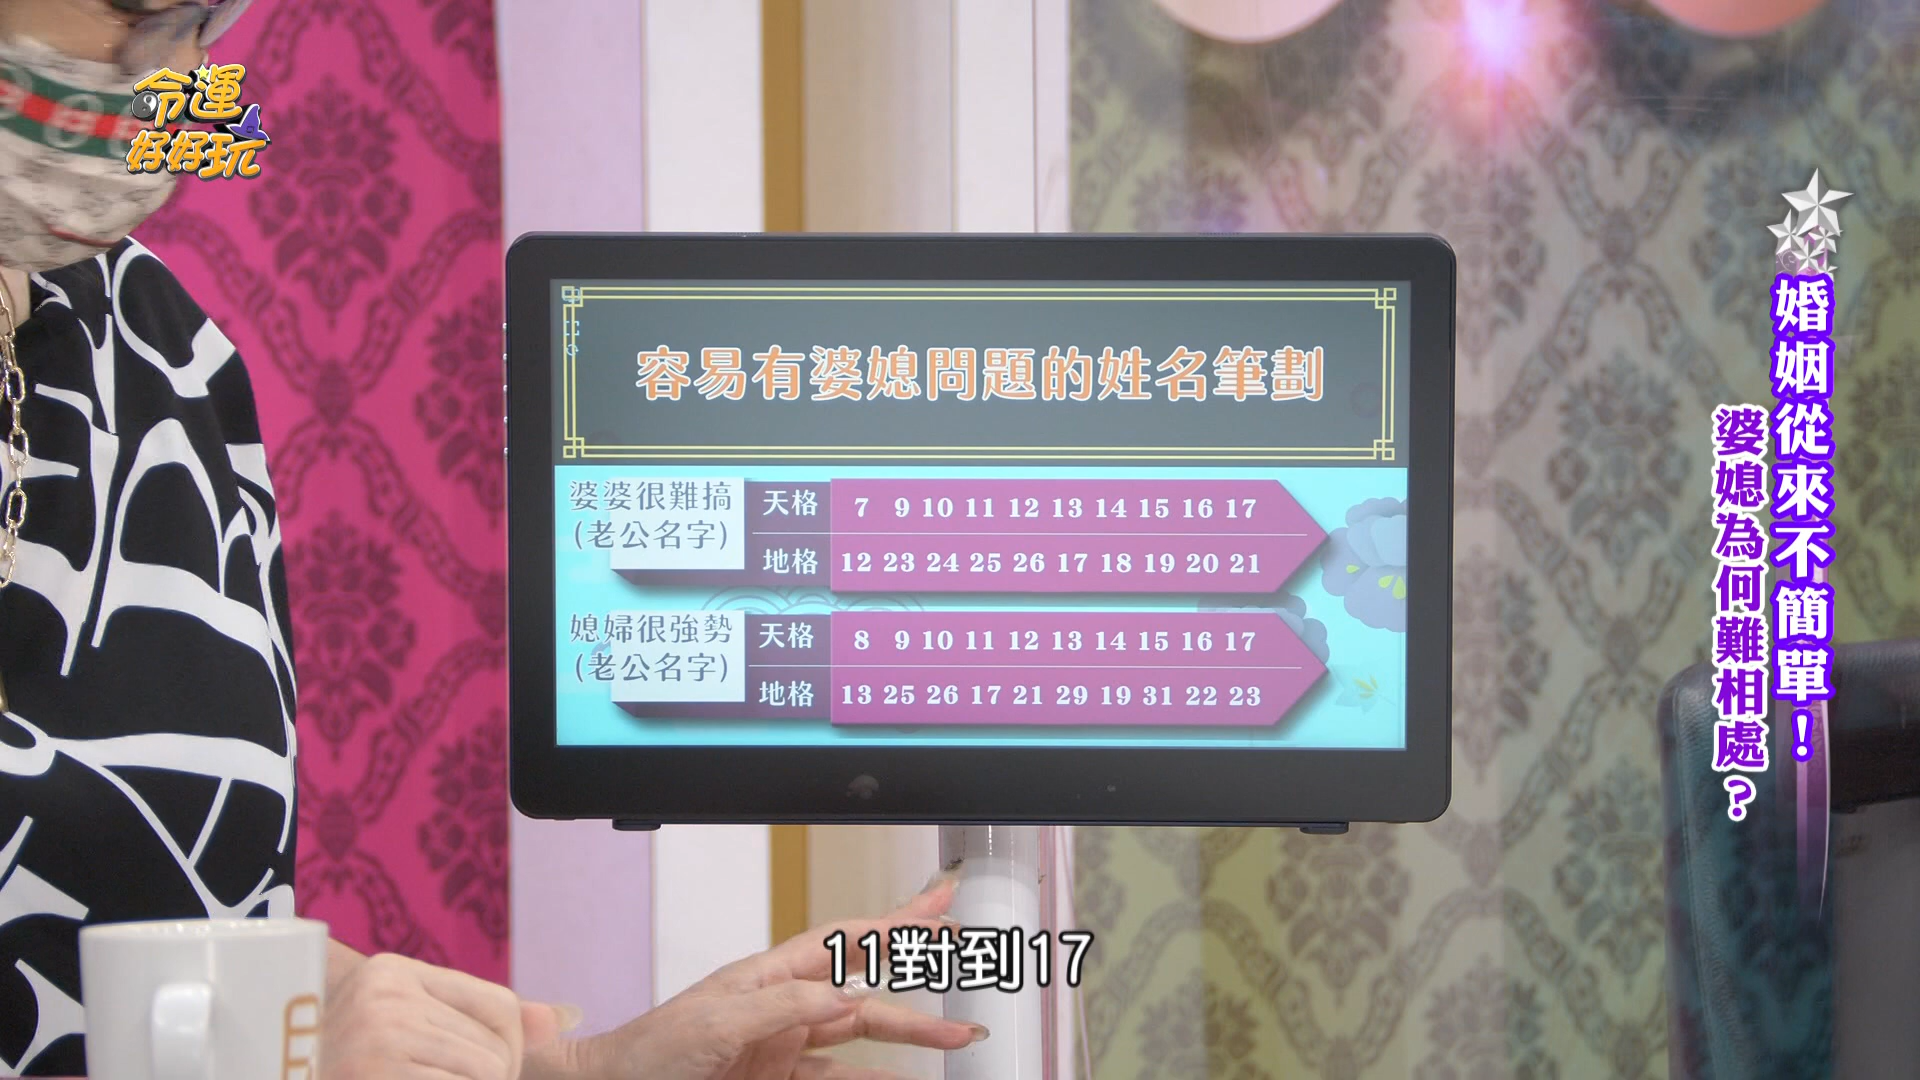 命運
好好玩
婚姻從來不簡單！
婆媳為何難相處？
容易有婆媳問題的姓名筆劃
婆婆很難搞
(老公名字)
天格 7 9 10 11 12 13 14 15 16 17
地格 12 23 24 25 26 17 18 19 20 21
媳婦很強勢
(老公名字)
天格 8 9 10 11 12 13 14 15 16 17
地格 13 25 26 17 21 29 19 31 22 23
11對到17